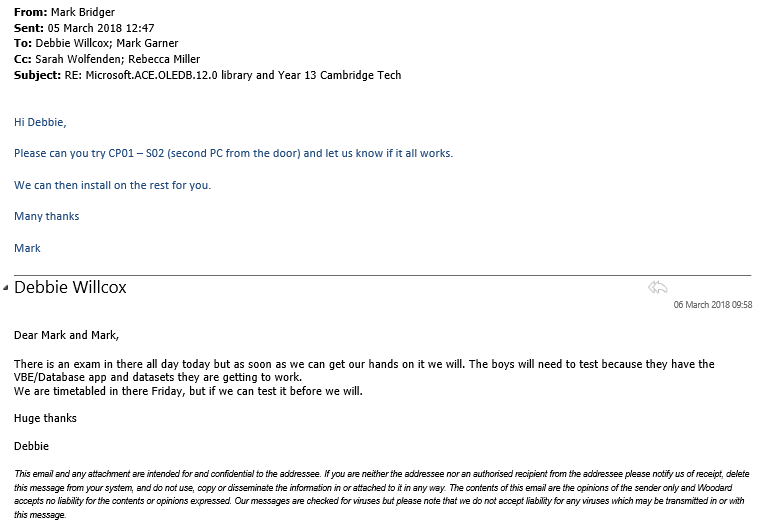 From: Mark Bridger
Sent: 05 March 2018 12:47
To: Debbie Willcox; Mark Garner
Cc: Sarah Wolfenden; Rebecca Miller
Subject: RE: Microsoft.ACE.OLEDB.12.0 library and Year 13 Cambridge Tech
Hi Debbie,
Please can you try CP01 – S02 (second PC from the door) and let us know if it all works.
We can then install on the rest for you.
Many thanks
Mark
Debbie Willcox
06 March 2018 09:58
Dear Mark and Mark,
There is an exam in there all day today but as soon as we can get our hands on it we will. The boys will need to test because they have the
VBE/Database app and datasets they are getting to work.
We are timetabled in there Friday, but if we can test it before we will.
Huge thanks
Debbie
This email and any attachment are intended for and confidential to the addressee. If you are neither the addressee nor an authorised recipient from the addressee please notify us of receipt, delete
this message from your system, and do not use, copy or disseminate the information in or attached to it in any way. The contents of this email are the opinions of the sender only and Woodard
accepts no liability for the contents or opinions expressed. Our messages are checked for viruses but please note that we do not accept liability for any viruses which may be transmitted in or with
this message.